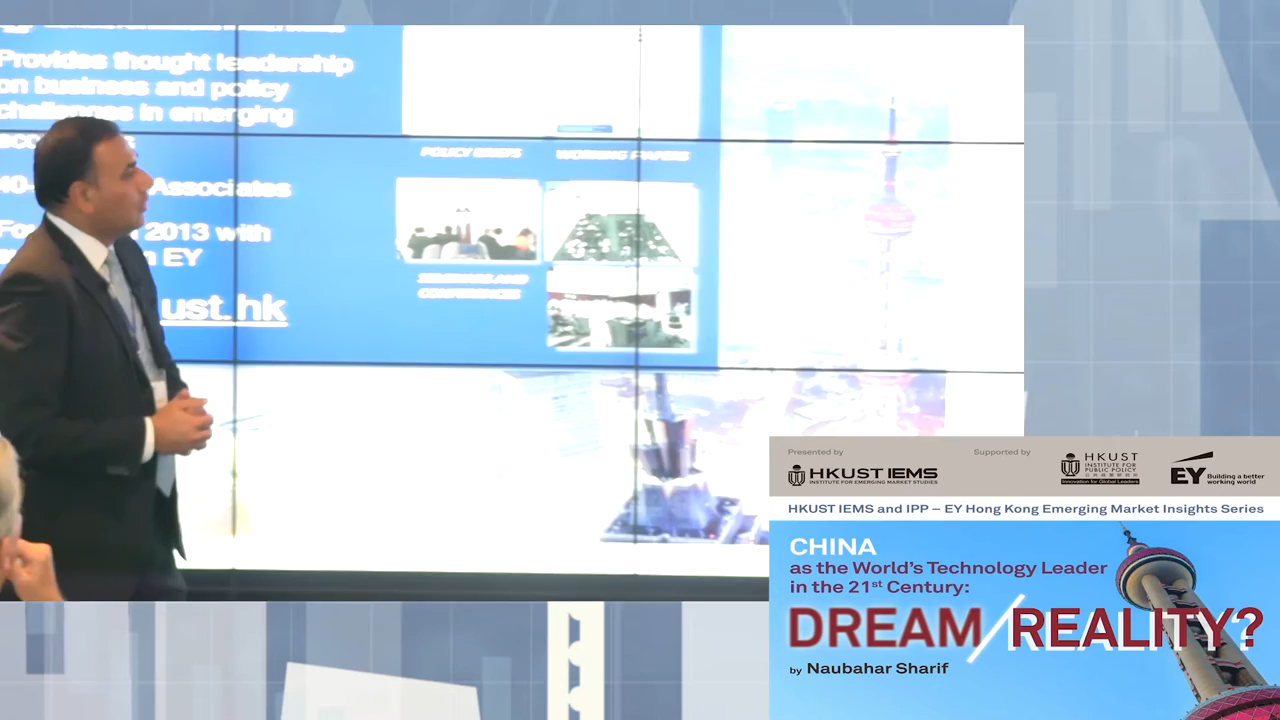 Provides thought leadership
on business and policy
challenges in emerging
Associates
2013 with
EY
ust.hk
POLICY BRIEFS
WORKING PAPERS
SEMINARS AND
CONFERENCES
Presented by
HKUST IEMS
INSTITUTE FOR EMERGING MARKET STUDIES
Supported by
HKUST
INSTITUTE FOR
PUBLIC POLICY
Innovation for Global Leaders
EY
Building a better
working world
HKUST IEMS and IPP – EY Hong Kong Emerging Market Insights Series
CHINA
as the World's Technology Leader
in the 21st Century:
DREAM/REALITY?
by Naubahar Sharif